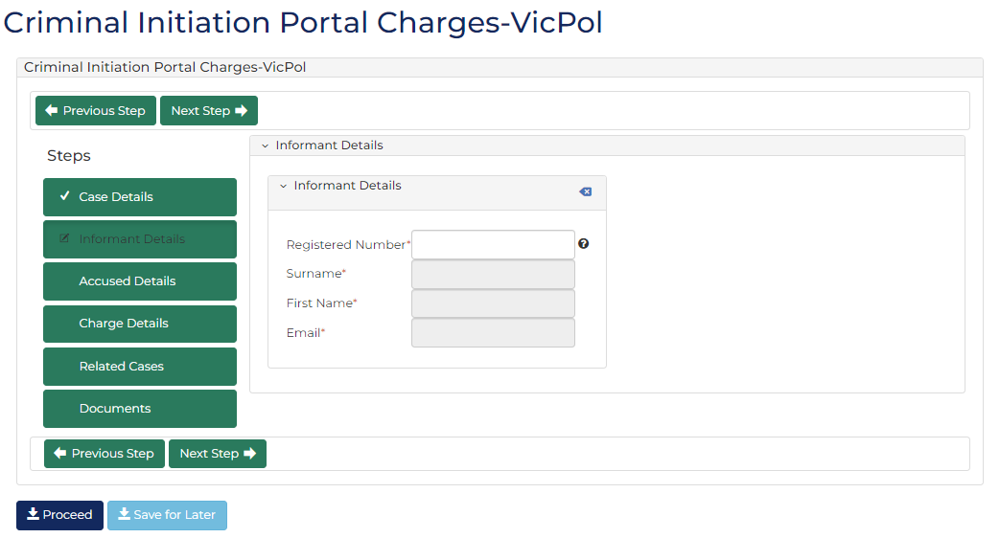 Criminal Initiation Portal Charges-VicPol
Criminal Initiation Portal Charges-VicPol
Previous Step Next Step
Steps
Case Details
Informant Details
Accused Details
Charge Details
Related Cases
Documents
Informant Details
Informant Details
Registered Number*
Surname*
First Name*
Email*
Previous Step Next Step
Proceed Save for Later